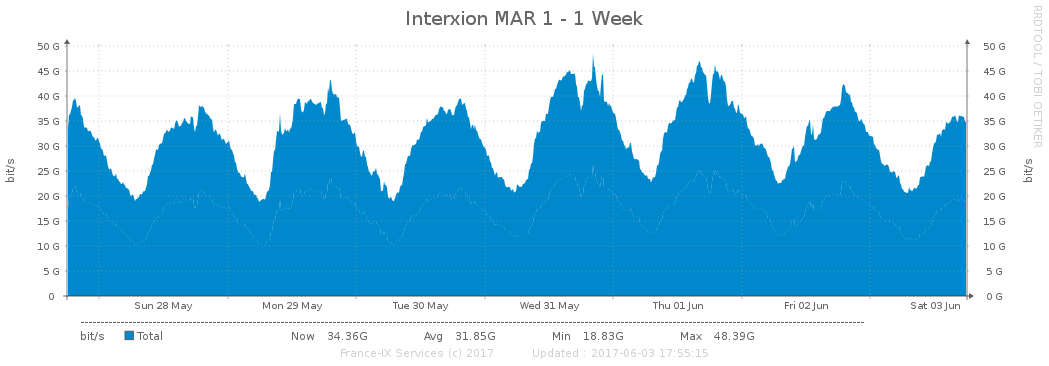 Interxion MAR 1 - 1 Week
RRDTOOL / TOBI OETIKER
bit/s
50 G 50 G
45 G 45 G
40 G 40 G
35 G 35 G
30 G 30 G
25 G 25 G
20 G 20 G
15 G 15 G
10 G 10 G
5 G 5 G
0 0 G
bit/s
Sun 28 May Mon 29 May Tue 30 May Wed 31 May Thu 01 Jun Fri 02 Jun Sat 03 Jun
bit/s Total Now 34.36G Avg 31.85G Min 18.83G Max 48.39G
France-IX Services (c) 2017 Updated : 2017-06-03 17:55:15